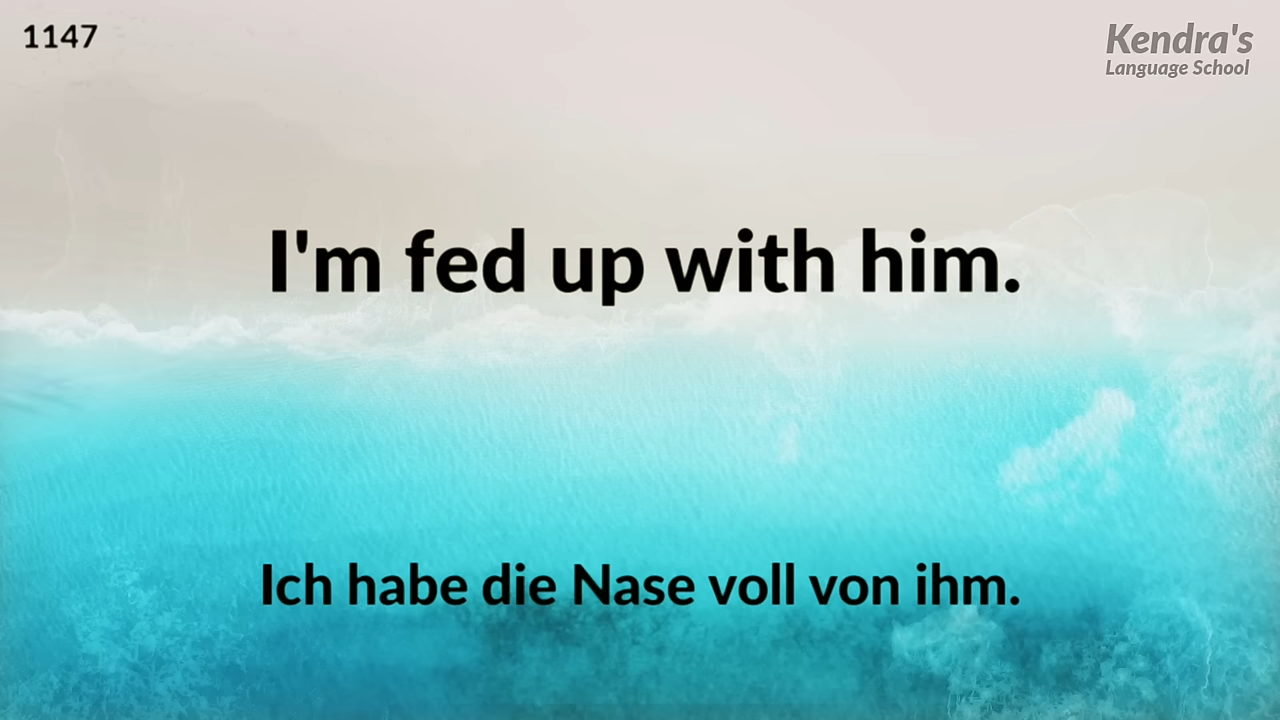 1147
Kendra's
Language School
I'm fed up with him.
Ich habe die Nase voll von ihm.